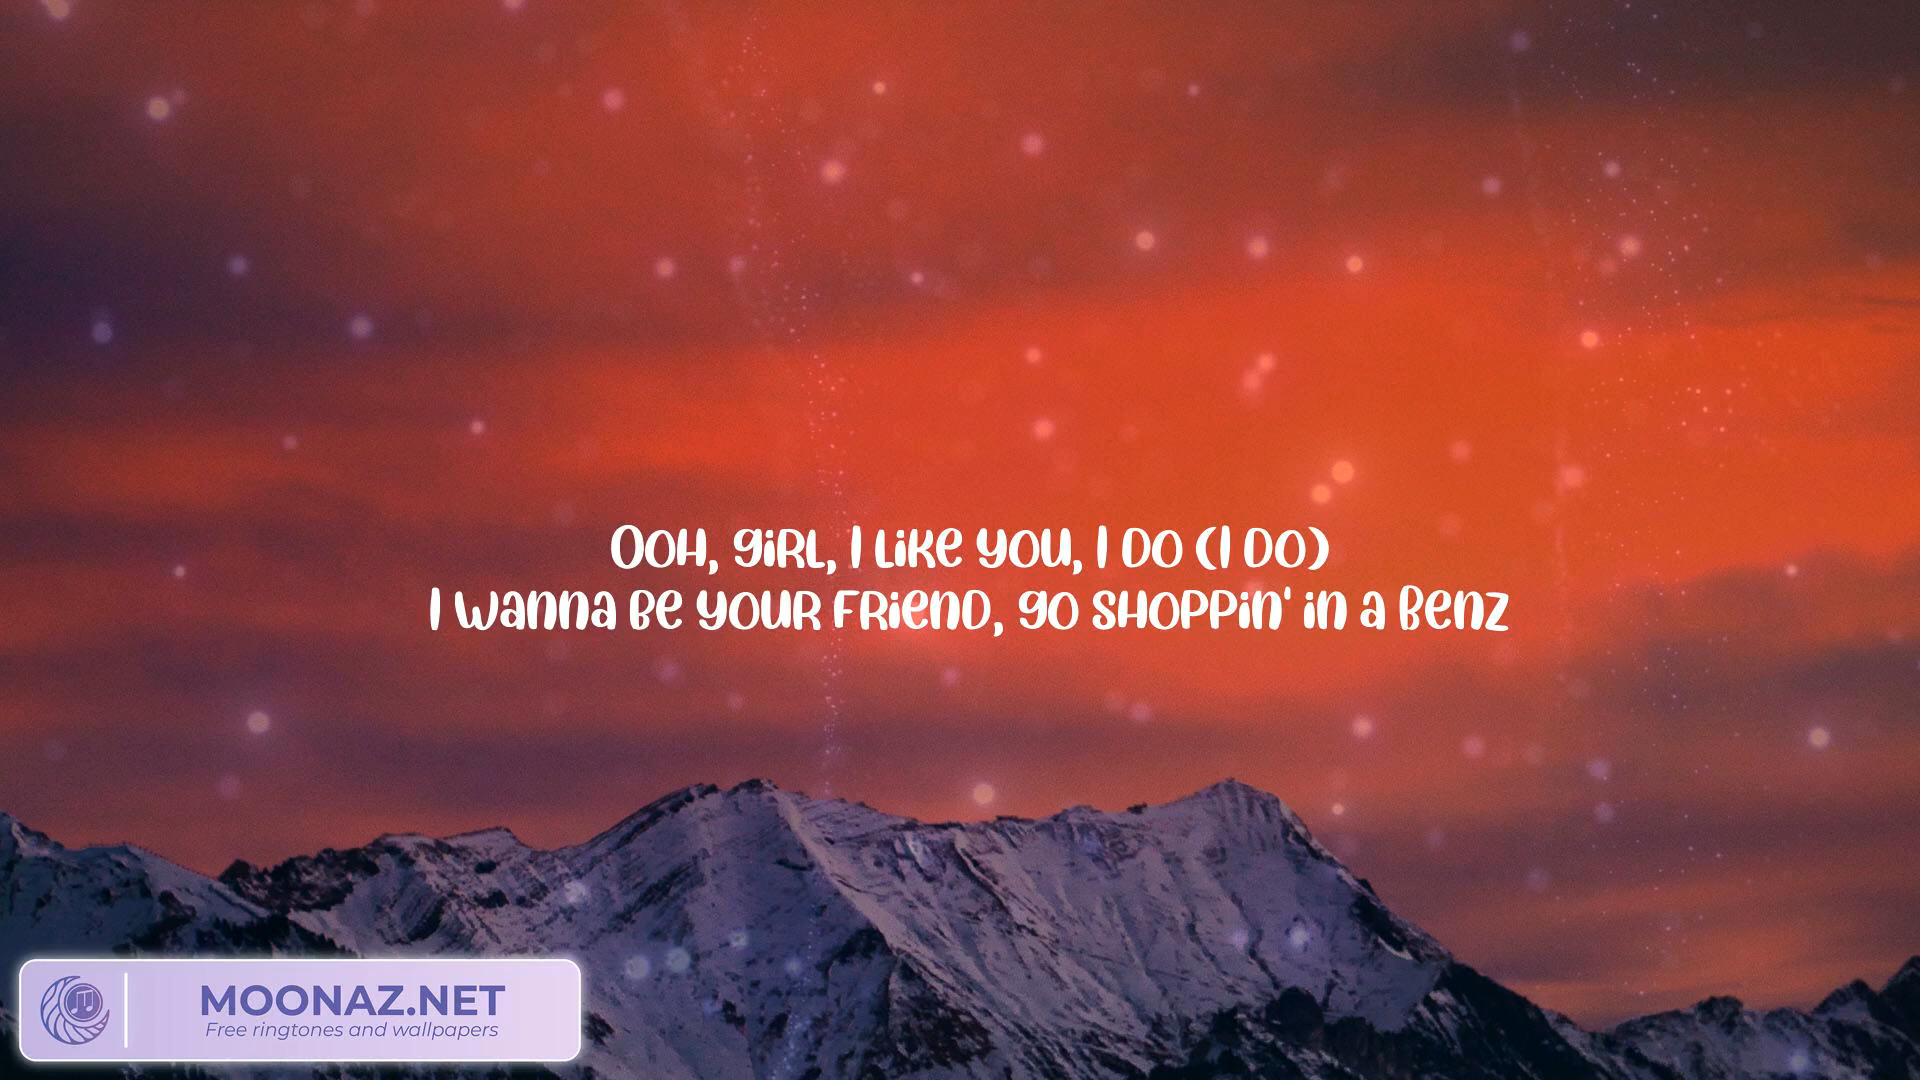 Ooh, girl, I like you, I do (I do)
I wanna be your friend, go shoppin' in a Benz
MOONAZ.NET
Free ringtones and wallpapers